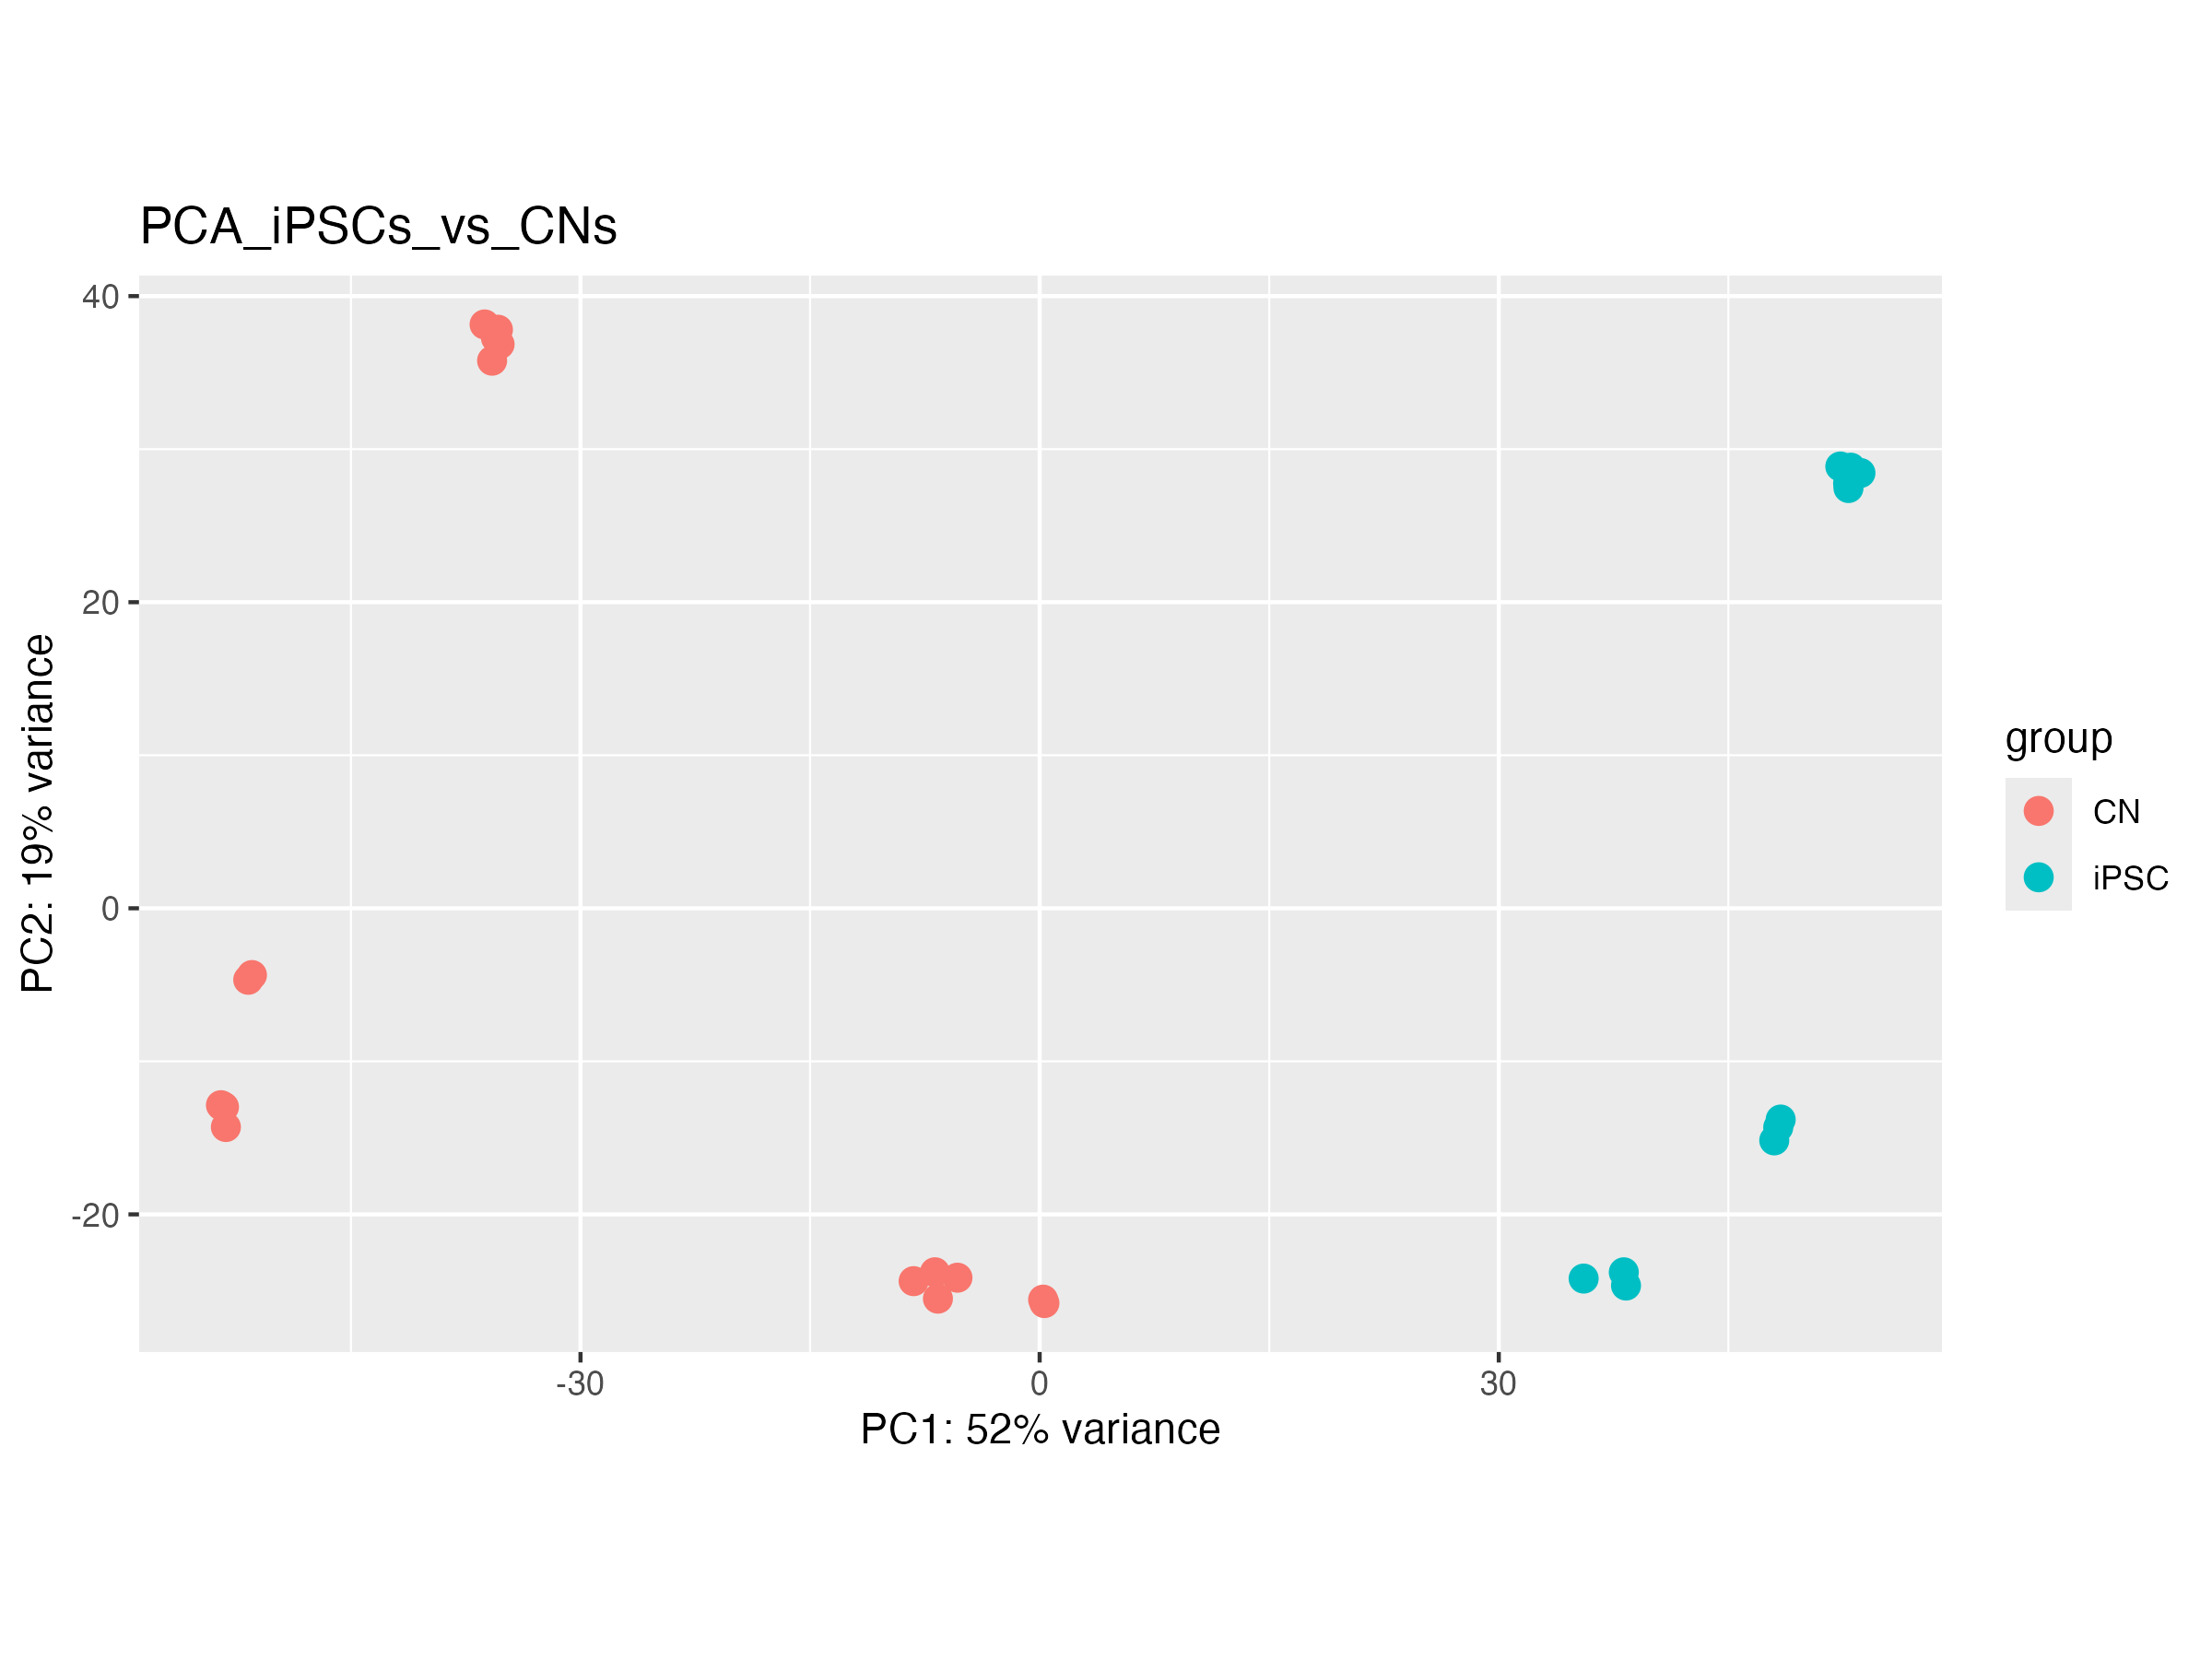 PCA_iPSCs_vs_CNs
40
20
0
-20
PC2: 19% variance
-30
0
30
PC1: 52% variance
group
CN
iPSC